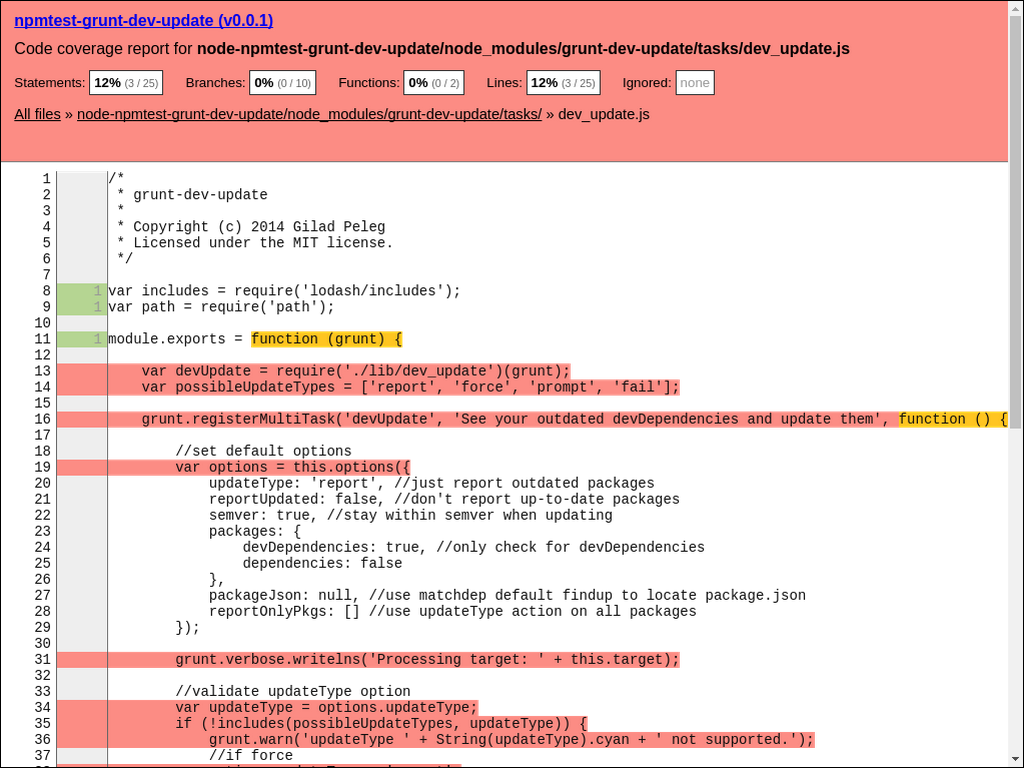 npmtest-grunt-dev-update (v0.0.1)
Code coverage report for node-npmtest-grunt-dev-update/node_modules/grunt-dev-update/tasks/dev_update.js
Statements: 12% (3 / 25) Branches: 0% (0 / 10) Functions: 0% (0 / 2) Lines: 12% (3 / 25) Ignored: none
All files » node-npmtest-grunt-dev-update/node_modules/grunt-dev-update/tasks/ » dev_update.js
1 /*
2  * grunt-dev-update
3  *
4  * Copyright (c) 2014 Gilad Peleg
5  * Licensed under the MIT license.
6  */
7
8 1 var includes = require('lodash/includes');
9 1 var path = require('path');
10
11 1 module.exports = function (grunt) {
12
13     var devUpdate = require('./lib/dev_update')(grunt);
14     var possibleUpdateTypes = ['report', 'force', 'prompt', 'fail'];
15
16     grunt.registerMultiTask('devUpdate', 'See your outdated devDependencies and update them', function () {
17
18         //set default options
19         var options = this.options({
20             updateType: 'report', //just report outdated packages
21             reportUpdated: false, //don't report up-to-date packages
22             semver: true, //stay within semver when updating
23             packages: {
24                 devDependencies: true, //only check for devDependencies
25                 dependencies: false
26             },
27             packageJson: null, //use matchdep default findup to locate package.json
28             reportOnlyPkgs: [] //use updateType action on all packages
29         });
30
31         grunt.verbose.writelns('Processing target: ' + this.target);
32
33         //validate updateType option
34         var updateType = options.updateType;
35         if (!includes(possibleUpdateTypes, updateType)) {
36             grunt.warn('updateType ' + String(updateType).cyan + ' not supported.');
37             //if force